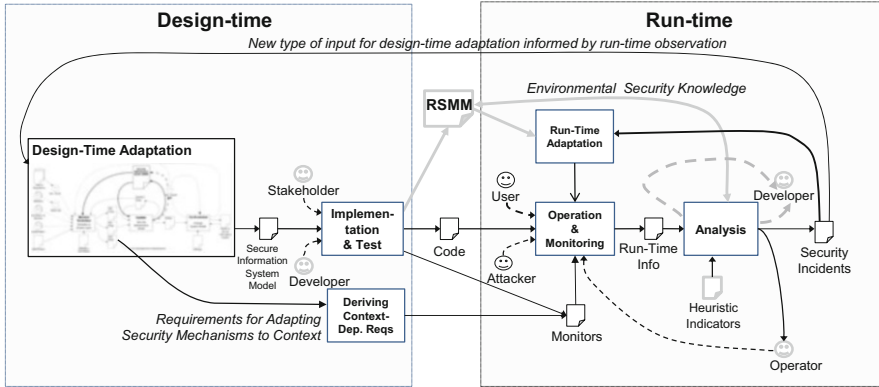 Design-time
Run-time
New type of input for design-time adaptation informed by run-time observation
Environmental Security Knowledge
RSMM
Run-Time
Adaptation
Design-Time Adaptation
Stakeholder
Developer
Secure
Information
System
Model
Implemen-
tation
& Test
Code
User
Attacker
Operation
&
Monitoring
Run-Time
Info
Analysis
Developer
Security
Incidents
Heuristic
Indicators
Operator
Monitors
Deriving
Context-
Dep. Reqs
Requirements for Adapting
Security Mechanisms to Context